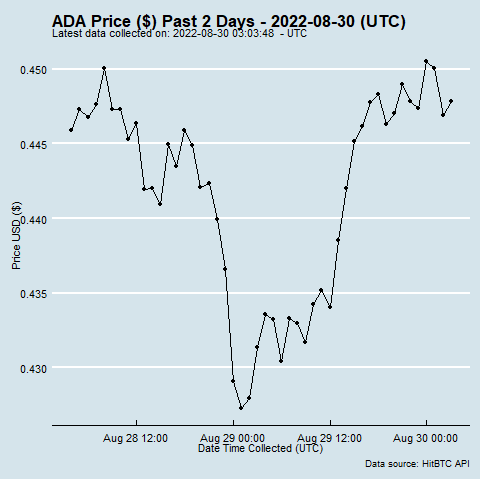 ADA Price ($) Past 2 Days - 2022-08-30 (UTC)
Latest data collected on: 2022-08-30 03:03:48 - UTC
0.450
0.445
0.440
0.435
0.430
Price USD ($)
Aug 28 12:00
Aug 29 00:00
Aug 29 12:00
Aug 30 00:00
Date Time Collected (UTC)
Data source: HitBTC API